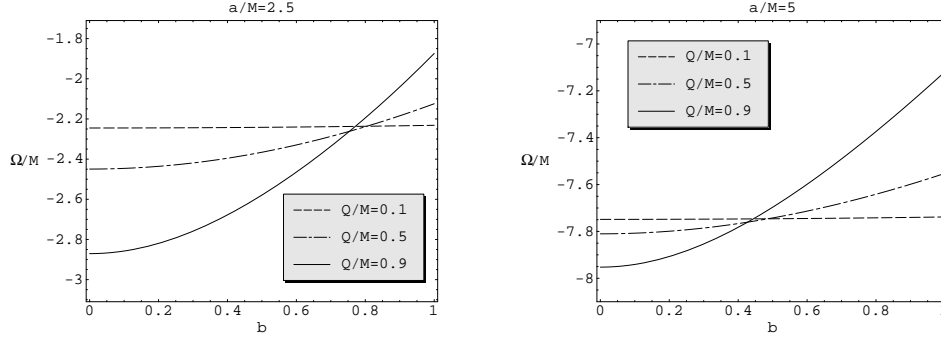 a/M=2.5
-1.8
-2
-2.2
-2.4
-2.6
-2.8
-3
Ω/M
Q/M=0.1
Q/M=0.5
Q/M=0.9
0 0.2 0.4 0.6 0.8 1
b
a/M=5
-7
-7.2
-7.4
-7.6
-7.8
-8
Ω/M
Q/M=0.1
Q/M=0.5
Q/M=0.9
0 0.2 0.4 0.6 0.8
b